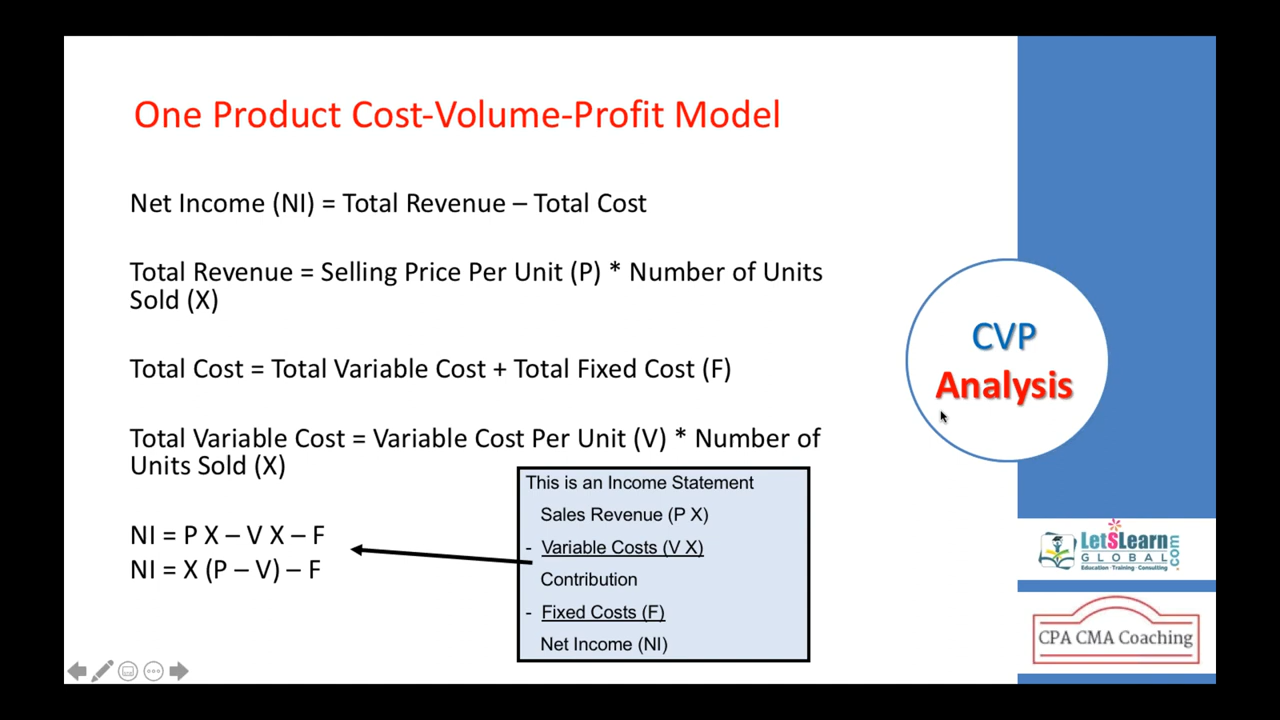 One Product Cost-Volume-Profit Model
Net Income (NI) = Total Revenue – Total Cost
Total Revenue = Selling Price Per Unit (P) * Number of Units
Sold (X)
Total Cost = Total Variable Cost + Total Fixed Cost (F)
Total Variable Cost = Variable Cost Per Unit (V) * Number of
Units Sold (X)
NI = P X – V X – F
NI = X (P – V) – F
This is an Income Statement
Sales Revenue (P X)
- Variable Costs (V X)
Contribution
- Fixed Costs (F)
Net Income (NI)
CVP
Analysis
LetSLearn
GLOBAL
.com
Education • Training • Consulting
CPA CMA Coaching